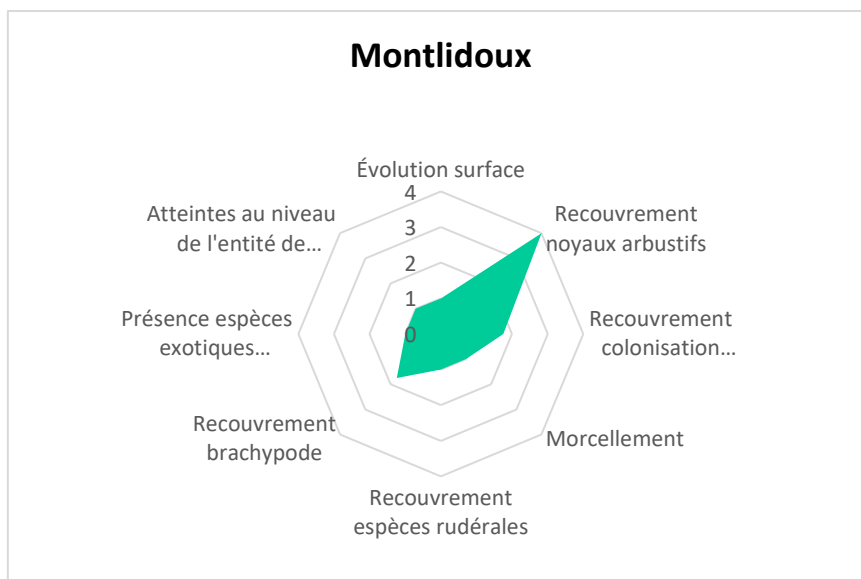 Montlidoux
Évolution surface
4
3
2
1
0
Recouvrement
noyaux arbustifs
Recouvrement
colonisation...
Morcellement
Recouvrement
espèces rudérales
Recouvrement
brachypode
Présence espèces
exotiques...
Atteintes au niveau
de l'entité de...